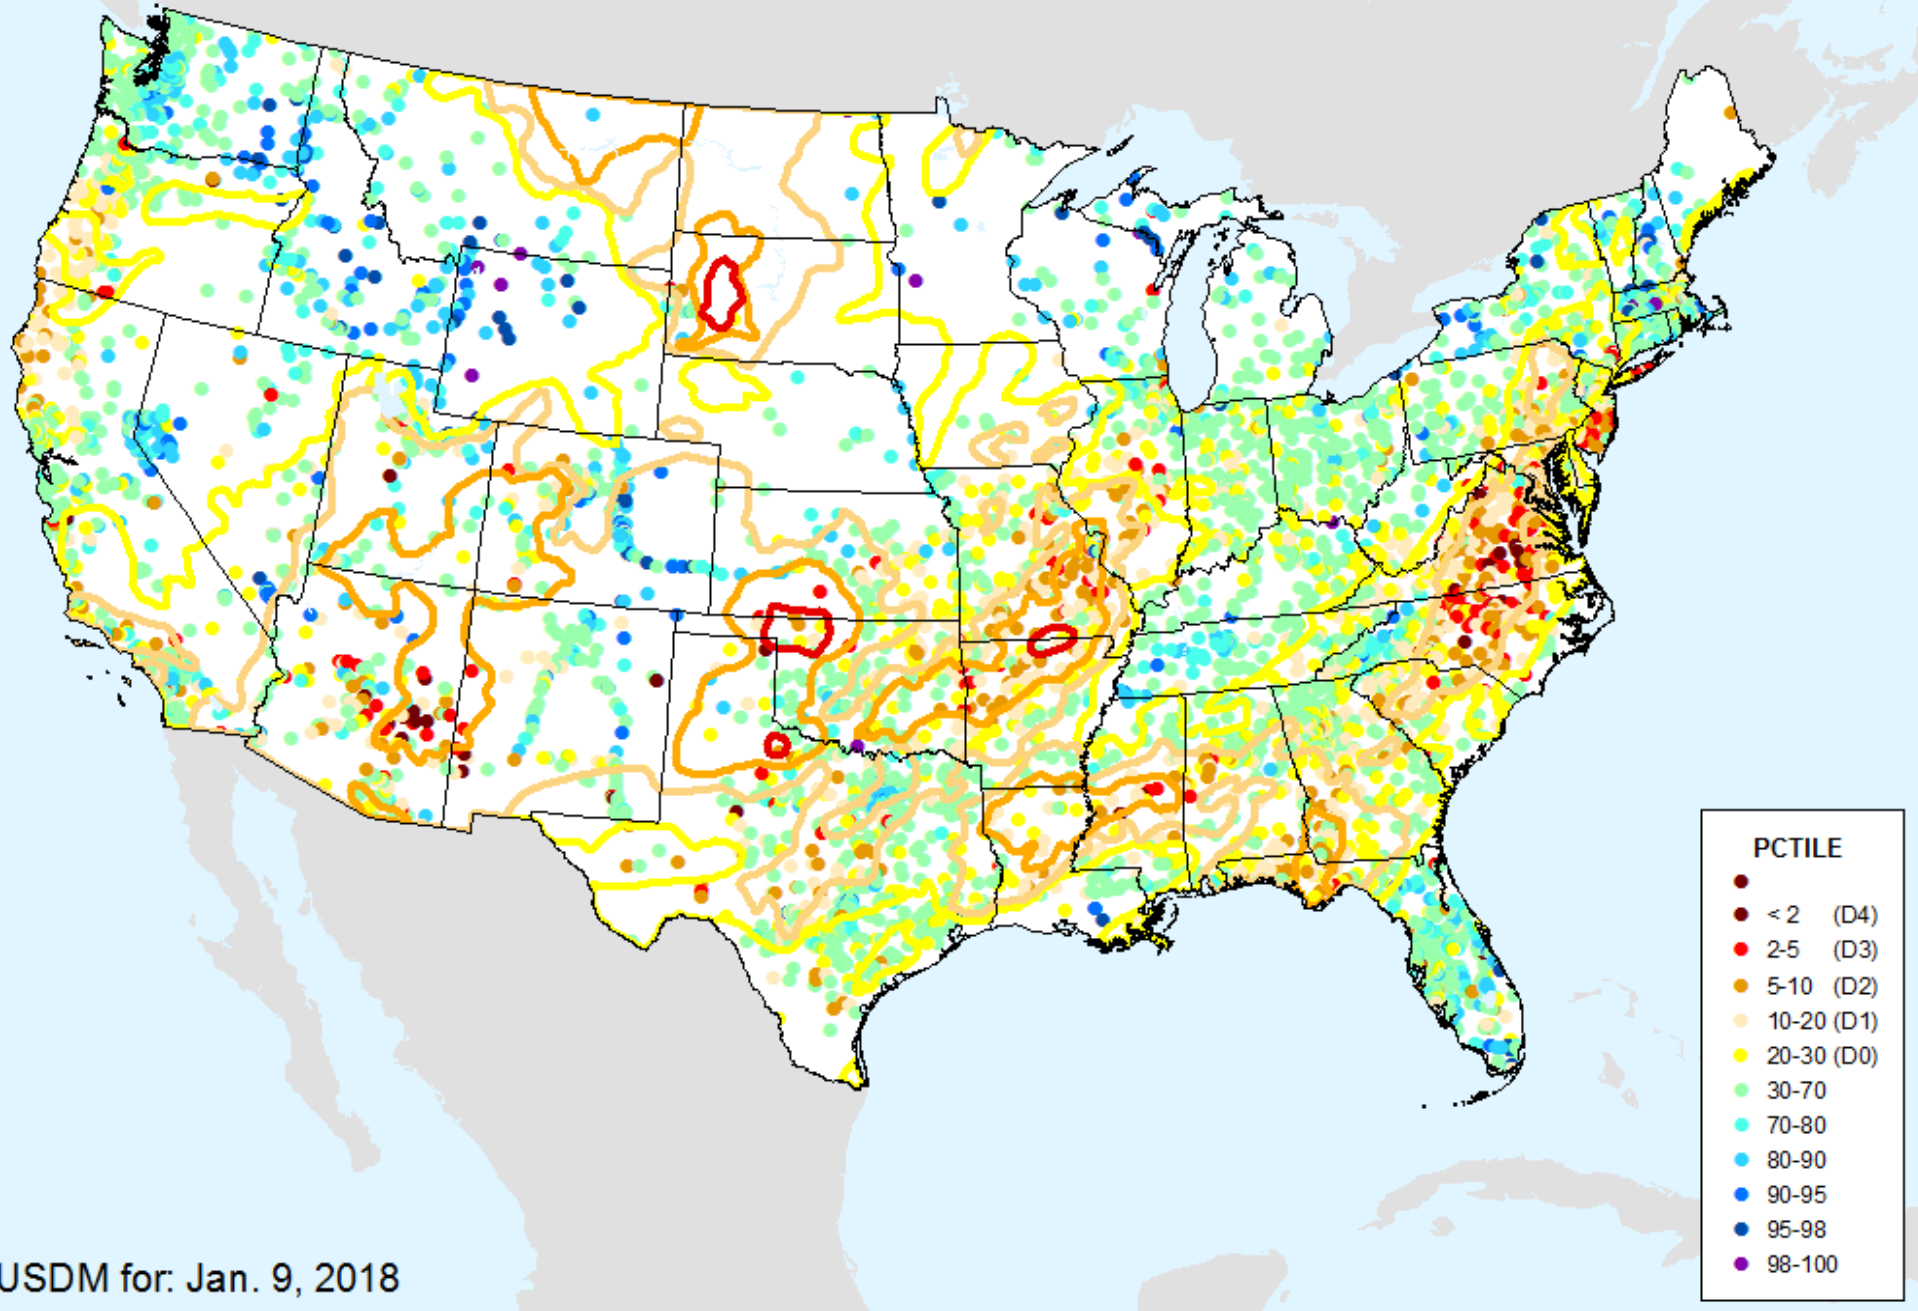 PCTILE
< 2 (D4)
2-5 (D3)
5-10 (D2)
10-20 (D1)
20-30 (D0)
30-70
70-80
80-90
90-95
95-98
98-100
USDM for: Jan. 9, 2018